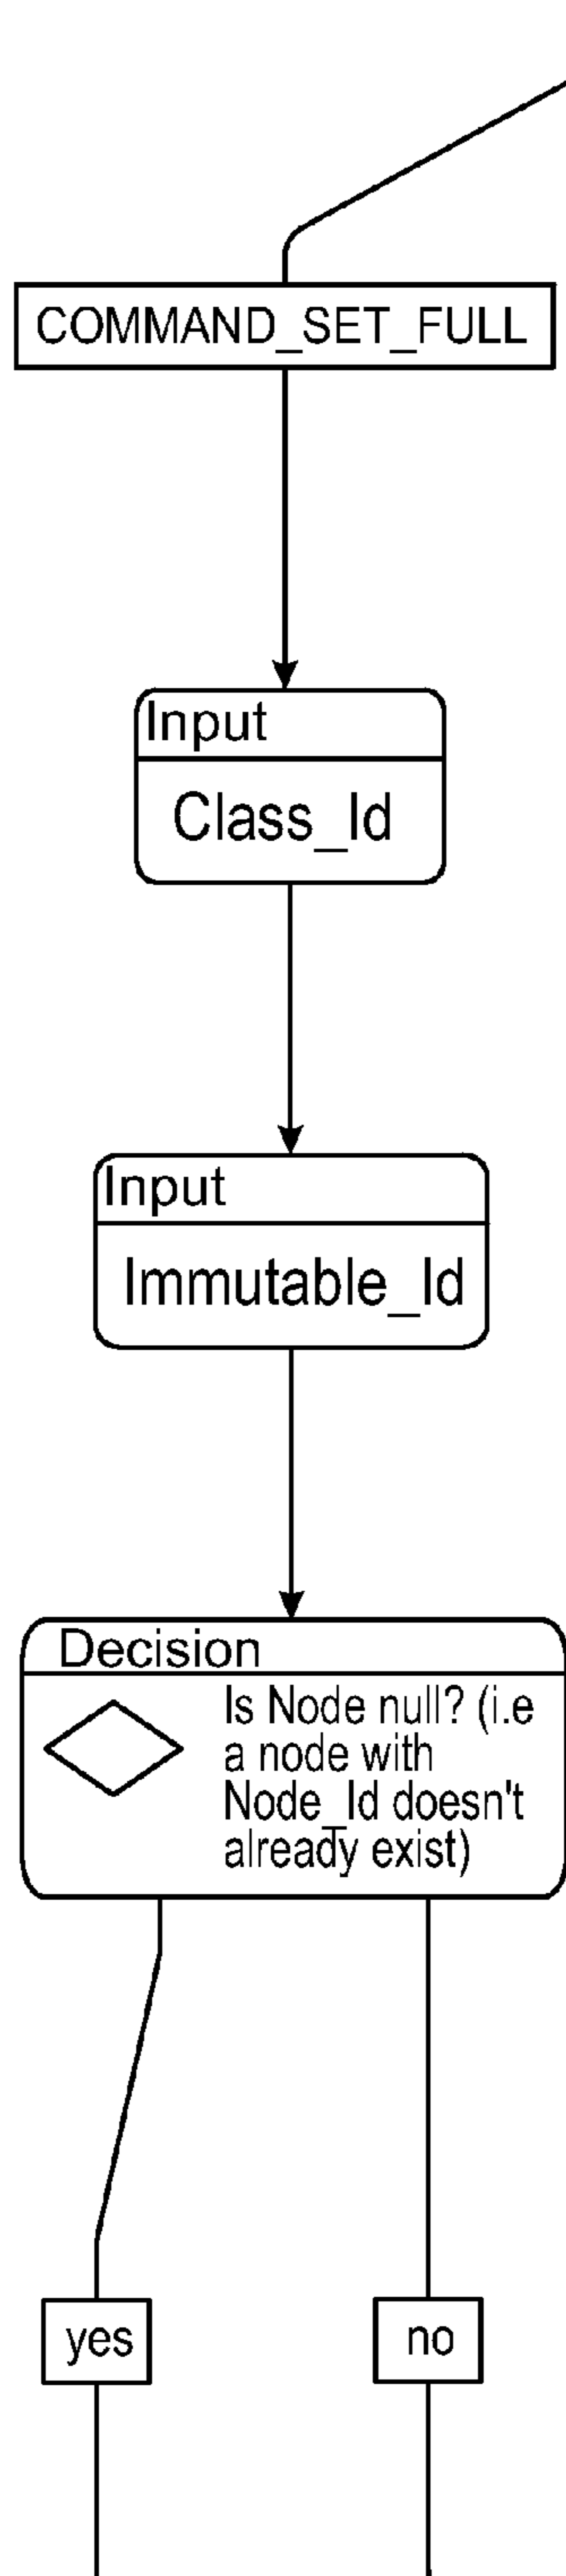 COMMAND_SET_FULL
Input
Class_Id
Input
Immutable_Id
Decision
Is Node null? (i.e
a node with
Node_Id doesn't
already exist)
yes
no